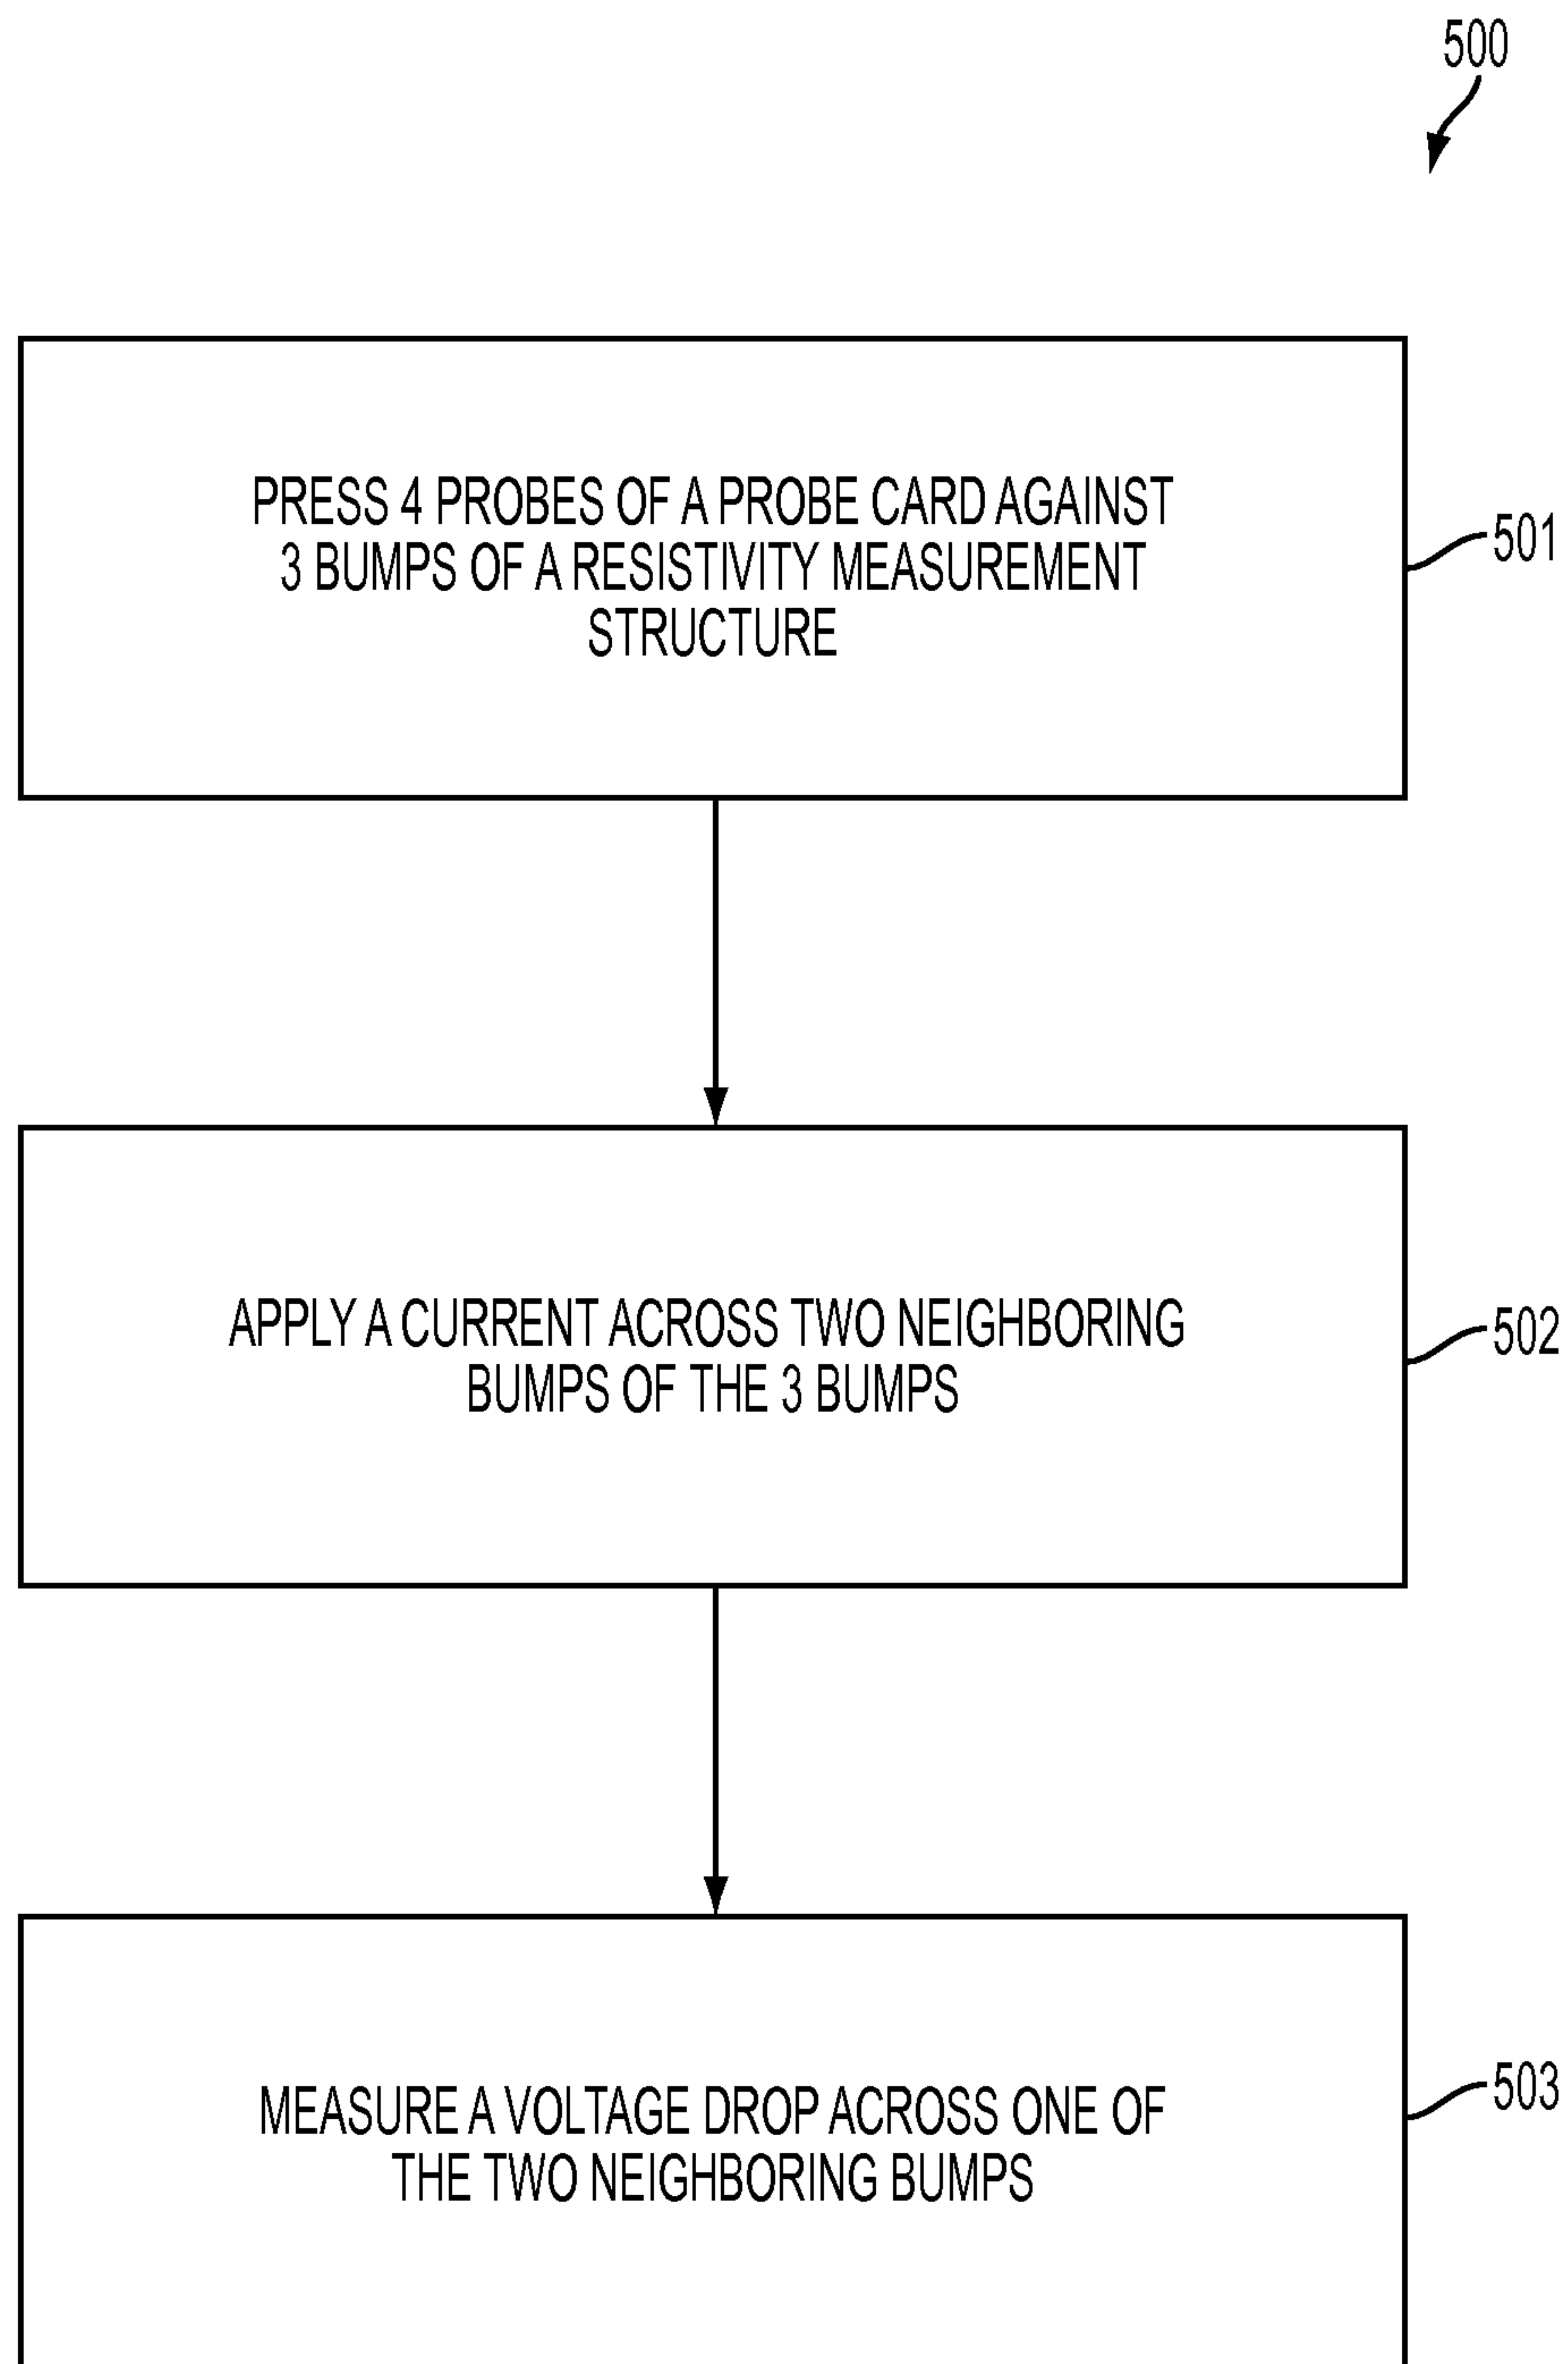 500
PRESS 4 PROBES OF A PROBE CARD AGAINST
3 BUMPS OF A RESISTIVITY MEASUREMENT
STRUCTURE
501
APPLY A CURRENT ACROSS TWO NEIGHBORING
BUMPS OF THE 3 BUMPS
502
MEASURE A VOLTAGE DROP ACROSS ONE OF
THE TWO NEIGHBORING BUMPS
503